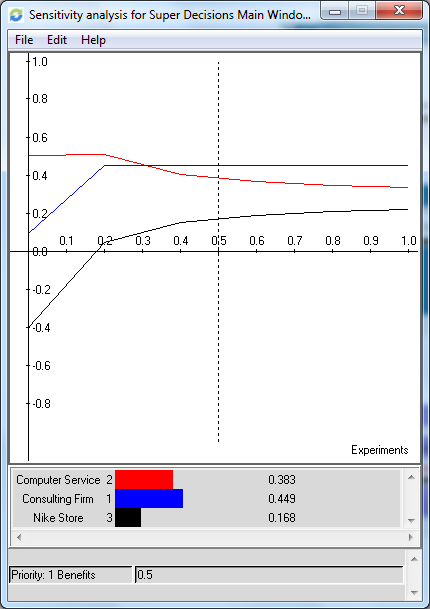 Sensitivity analysis for Super Decisions Main Windo...
File Edit Help
1.0
0.8
0.6
0.4
0.2
0.0 0.1 0.2 0.3 0.4 0.5 0.6 0.7 0.8 0.9 1.0
-0.2
-0.4
-0.6
-0.8
Experiments
Computer Service 2 0.383
Consulting Firm 1 0.449
Nike Store 3 0.168
Priority: 1 Benefits 0.5